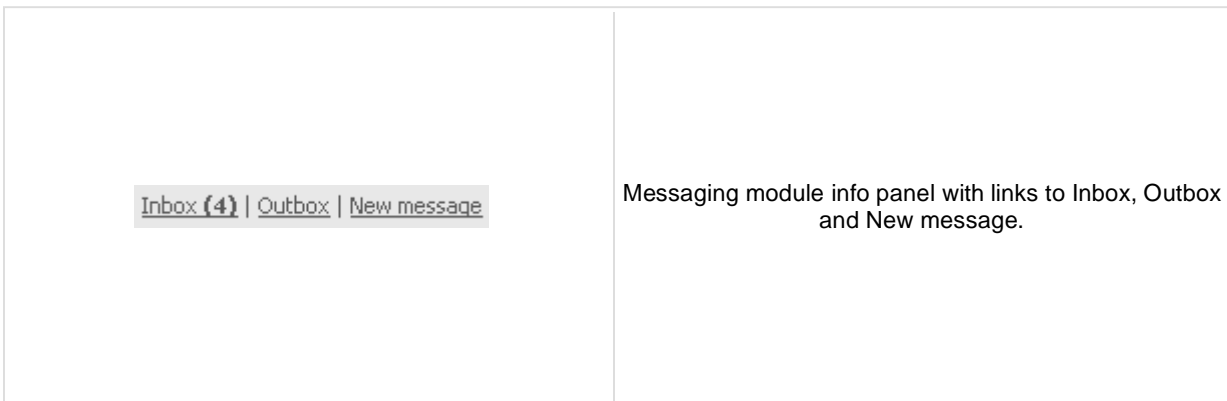 Inbox (4) | Outbox | New message
Messaging module info panel with links to Inbox, Outbox
and New message.